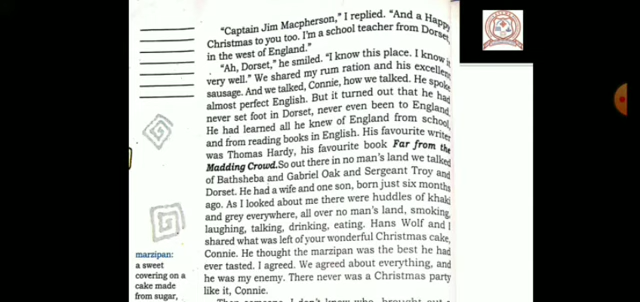 "Captain Jim Macpherson," I replied. "And a Happy
Christmas to you too. I'm a school teacher from Dorset,
in the west of England."
"Ah, Dorset," he smiled. "I know this place. I know it
very well." We shared my rum ration and his excellent
sausage. And we talked, Connie, how we talked. He spoke
almost perfect English. But it turned out that he had
never set foot in Dorset, never even been to England.
He had learned all he knew of England from school,
and from reading books in English. His favourite writer
was Thomas Hardy, his favourite book Far from the
Madding Crowd.So out there in no man's land we talked
of Bathsheba and Gabriel Oak and Sergeant Troy and
Dorset. He had a wife and one son, born just six months
ago. As I looked about me there were huddles of khaki
and grey everywhere, all over no man's land, smoking,
laughing, talking, drinking, eating. Hans Wolf and I
shared what was left of your wonderful Christmas cake,
Connie. He thought the marzipan was the best he had
ever tasted. I agreed. We agreed about everything, and
he was my enemy. There never was a Christmas party
like it, Connie.
Then someone, I don't know who, brought out a
marzipan:
a sweet
covering on a
cake made
from sugar,